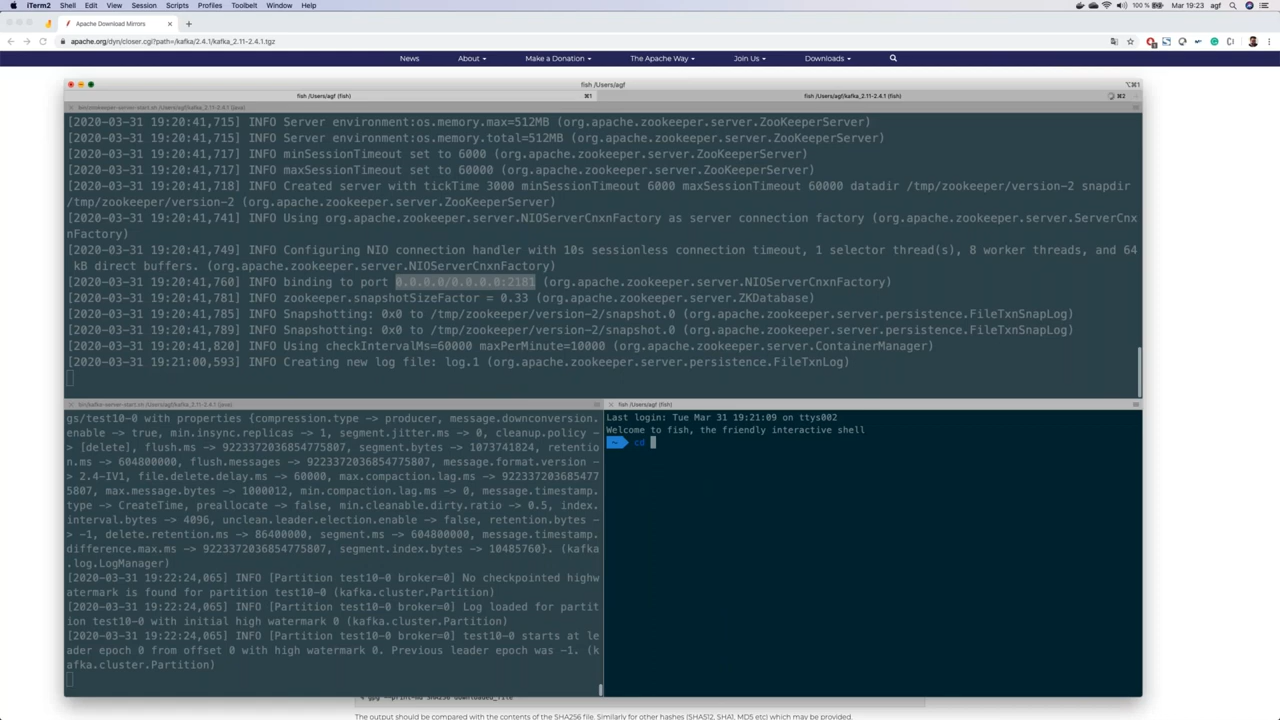 iTerm2 Shell Edit View Session Scripts Profiles Toolbelt Window Help 100 % Mar 19:23 agf
Apache Download Mirrors
apache.org/dyn/closer.cgi?path=/kafka/2.4.1/kafka_2.11-2.4.1.tgz
News About Make a Donation The Apache Way Join Us Downloads
fish /Users/agf ⌥⌘1
fish /Users/agf (fish) ⌘1 fish /Users/agf/kafka_2.11-2.4.1 (fish) ⌘2
bin/zookeeper-server-start.sh /Users/agf/kafka_2.11-2.4.1 (java)
[2020-03-31 19:20:41,715] INFO Server environment:os.memory.max=512MB (org.apache.zookeeper.server.ZooKeeperServer)
[2020-03-31 19:20:41,715] INFO Server environment:os.memory.total=512MB (org.apache.zookeeper.server.ZooKeeperServer)
[2020-03-31 19:20:41,717] INFO minSessionTimeout set to 6000 (org.apache.zookeeper.server.ZooKeeperServer)
[2020-03-31 19:20:41,717] INFO maxSessionTimeout set to 60000 (org.apache.zookeeper.server.ZooKeeperServer)
[2020-03-31 19:20:41,718] INFO Created server with tickTime 3000 minSessionTimeout 6000 maxSessionTimeout 60000 datadir /tmp/zookeeper/version-2 snapdir
/tmp/zookeeper/version-2 (org.apache.zookeeper.server.ZooKeeperServer)
[2020-03-31 19:20:41,741] INFO Using org.apache.zookeeper.server.NIOServerCnxnFactory as server connection factory (org.apache.zookeeper.server.ServerCnx
nFactory)
[2020-03-31 19:20:41,749] INFO Configuring NIO connection handler with 10s sessionless connection timeout, 1 selector thread(s), 8 worker threads, and 64
kB direct buffers. (org.apache.zookeeper.server.NIOServerCnxnFactory)
[2020-03-31 19:20:41,760] INFO binding to port 0.0.0.0/0.0.0.0:2181 (org.apache.zookeeper.server.NIOServerCnxnFactory)
[2020-03-31 19:20:41,781] INFO zookeeper.snapshotSizeFactor = 0.33 (org.apache.zookeeper.server.ZKDatabase)
[2020-03-31 19:20:41,785] INFO Snapshotting: 0x0 to /tmp/zookeeper/version-2/snapshot.0 (org.apache.zookeeper.server.persistence.FileTxnSnapLog)
[2020-03-31 19:20:41,789] INFO Snapshotting: 0x0 to /tmp/zookeeper/version-2/snapshot.0 (org.apache.zookeeper.server.persistence.FileTxnSnapLog)
[2020-03-31 19:20:41,820] INFO Using checkIntervalMs=60000 maxPerMinute=10000 (org.apache.zookeeper.server.ContainerManager)
[2020-03-31 19:21:00,593] INFO Creating new log file: log.1 (org.apache.zookeeper.server.persistence.FileTxnLog)
bin/kafka-server-start.sh /Users/agf/kafka_2.11-2.4.1 (java)
gs/test10-0 with properties {compression.type -> producer, message.downconversion.
enable -> true, min.insync.replicas -> 1, segment.jitter.ms -> 0, cleanup.policy -
> [delete], flush.ms -> 9223372036854775807, segment.bytes -> 1073741824, retentio
n.ms -> 604800000, flush.messages -> 9223372036854775807, message.format.version -
> 2.4-IV1, file.delete.delay.ms -> 60000, max.compaction.lag.ms -> 922337203685477
5807, max.message.bytes -> 1000012, min.compaction.lag.ms -> 0, message.timestamp.
type -> CreateTime, preallocate -> false, min.cleanable.dirty.ratio -> 0.5, index.
interval.bytes -> 4096, unclean.leader.election.enable -> false, retention.bytes -
> -1, delete.retention.ms -> 86400000, segment.ms -> 604800000, message.timestamp.
difference.max.ms -> 9223372036854775807, segment.index.bytes -> 10485760}. (kafka
.log.LogManager)
[2020-03-31 19:22:24,065] INFO [Partition test10-0 broker=0] No checkpointed highw
atermark is found for partition test10-0 (kafka.cluster.Partition)
[2020-03-31 19:22:24,065] INFO [Partition test10-0 broker=0] Log loaded for partit
ion test10-0 with initial high watermark 0 (kafka.cluster.Partition)
[2020-03-31 19:22:24,065] INFO [Partition test10-0 broker=0] test10-0 starts at le
ader epoch 0 from offset 0 with high watermark 0. Previous leader epoch was -1. (k
afka.cluster.Partition)
fish /Users/agf (fish)
Last login: Tue Mar 31 19:21:09 on ttys002
Welcome to fish, the friendly interactive shell
~ cd
The output should be compared with the contents of the SHA256 file. Similarly for other hashes (SHA512, SHA1, MD5 etc) which may be provided.